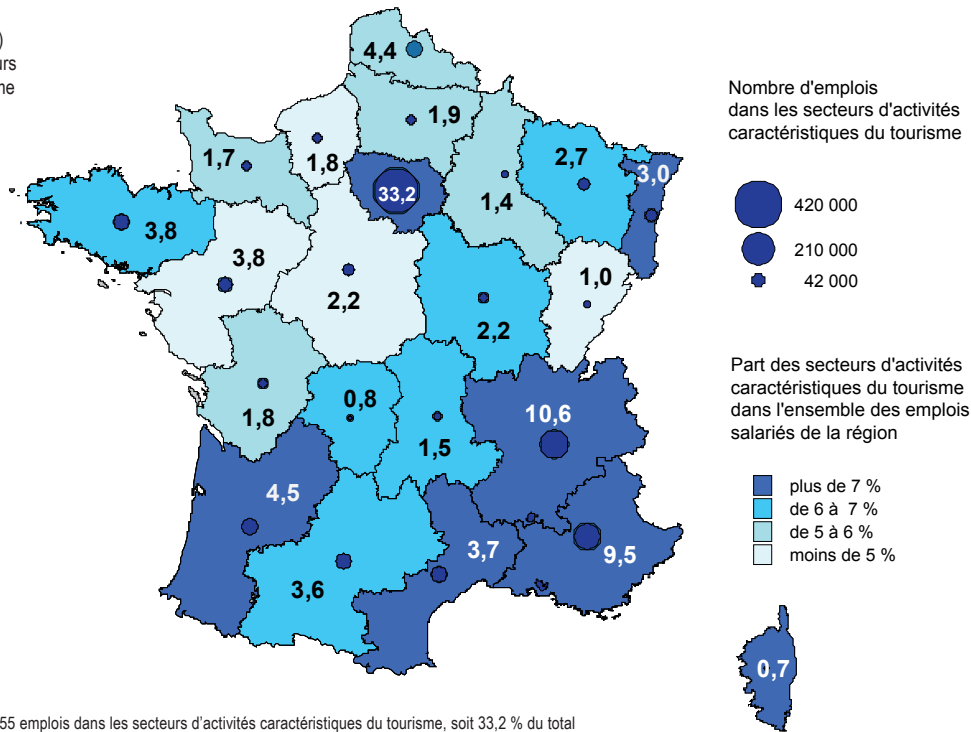 )
rs
me
4,4
1,9
1,7
1,8
2,7
3,0
33,2
1,4
3,8
3,8
1,0
2,2
2,2
0,8
1,8
10,6
1,5
4,5
3,7
9,5
3,6
0,7
Nombre d'emplois
dans les secteurs d'activités
caractéristiques du tourisme
420 000
210 000
42 000
Part des secteurs d'activités
caractéristiques du tourisme
dans l'ensemble des emplois
salariés de la région
plus de 7 %
de 6 à 7 %
de 5 à 6 %
moins de 5 %
55 emplois dans les secteurs d'activités caractéristiques du tourisme, soit 33,2 % du total